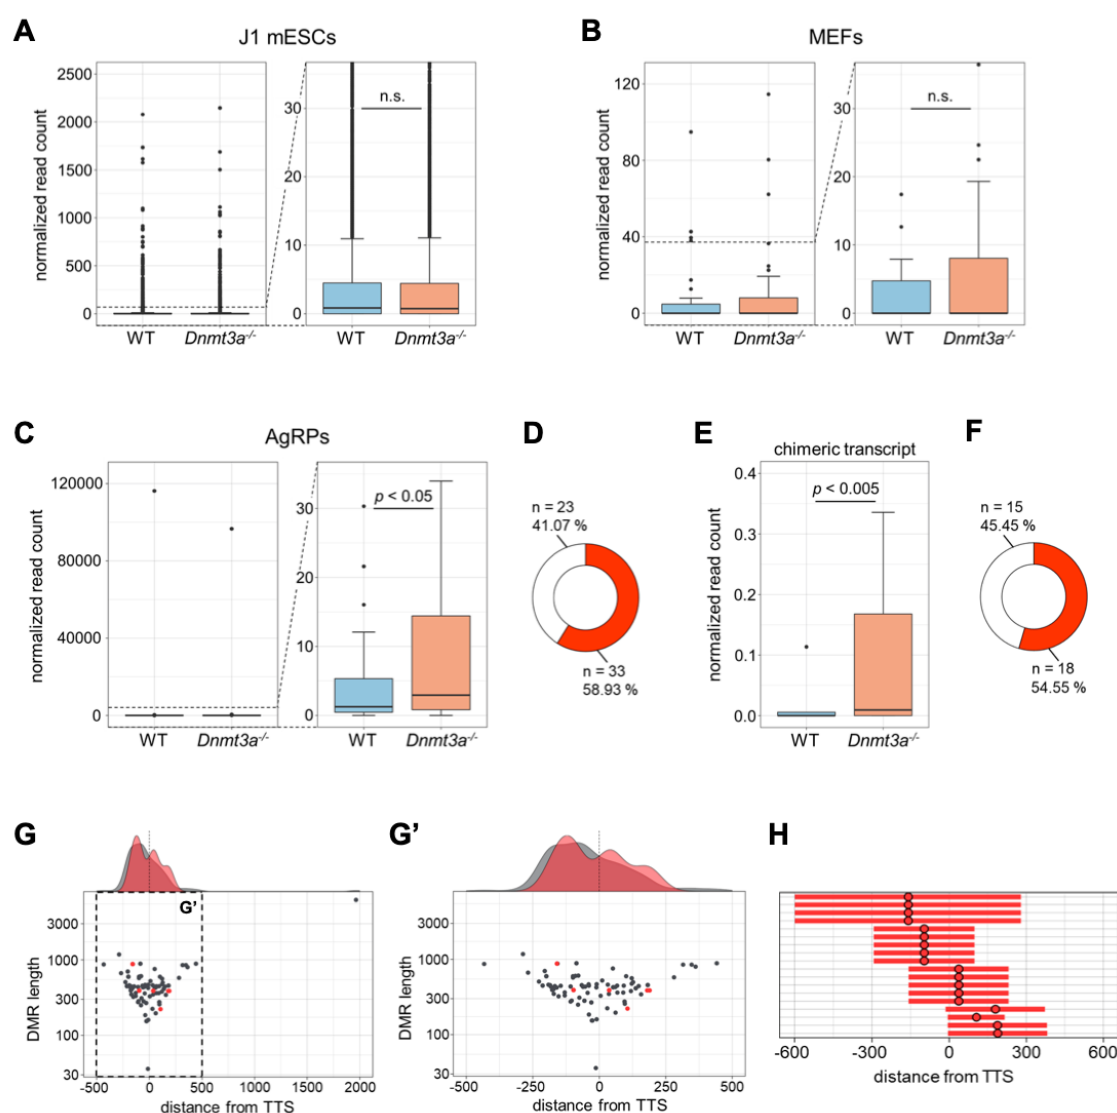 A
J1 mESCs
normalized read count
2500
2000
1500
1000
500
0
WT
Dnmt3a-/-
30
20
10
0
n.s.
WT
Dnmt3a-/-
B
MEFs
normalized read count
120
80
40
0
WT
Dnmt3a-/-
30
20
10
0
n.s.
WT
Dnmt3a-/-
C
AgRPs
normalized read count
120000
80000
40000
0
WT
Dnmt3a-/-
30
20
10
0
p < 0.05
WT
Dnmt3a-/-
D
n = 23
41.07 %
n = 33
58.93 %
E
chimeric transcript
normalized read count
0.4
0.3
0.2
0.1
0.0
p < 0.005
WT
Dnmt3a-/-
F
n = 15
45.45 %
n = 18
54.55 %
G
G'
DMR length
3000
1000
300
100
30
-500
0
500
1000
1500
2000
distance from TTS
G'
DMR length
3000
1000
300
100
30
-500
-250
0
250
500
distance from TTS
H
-600
-300
0
300
600
distance from TTS